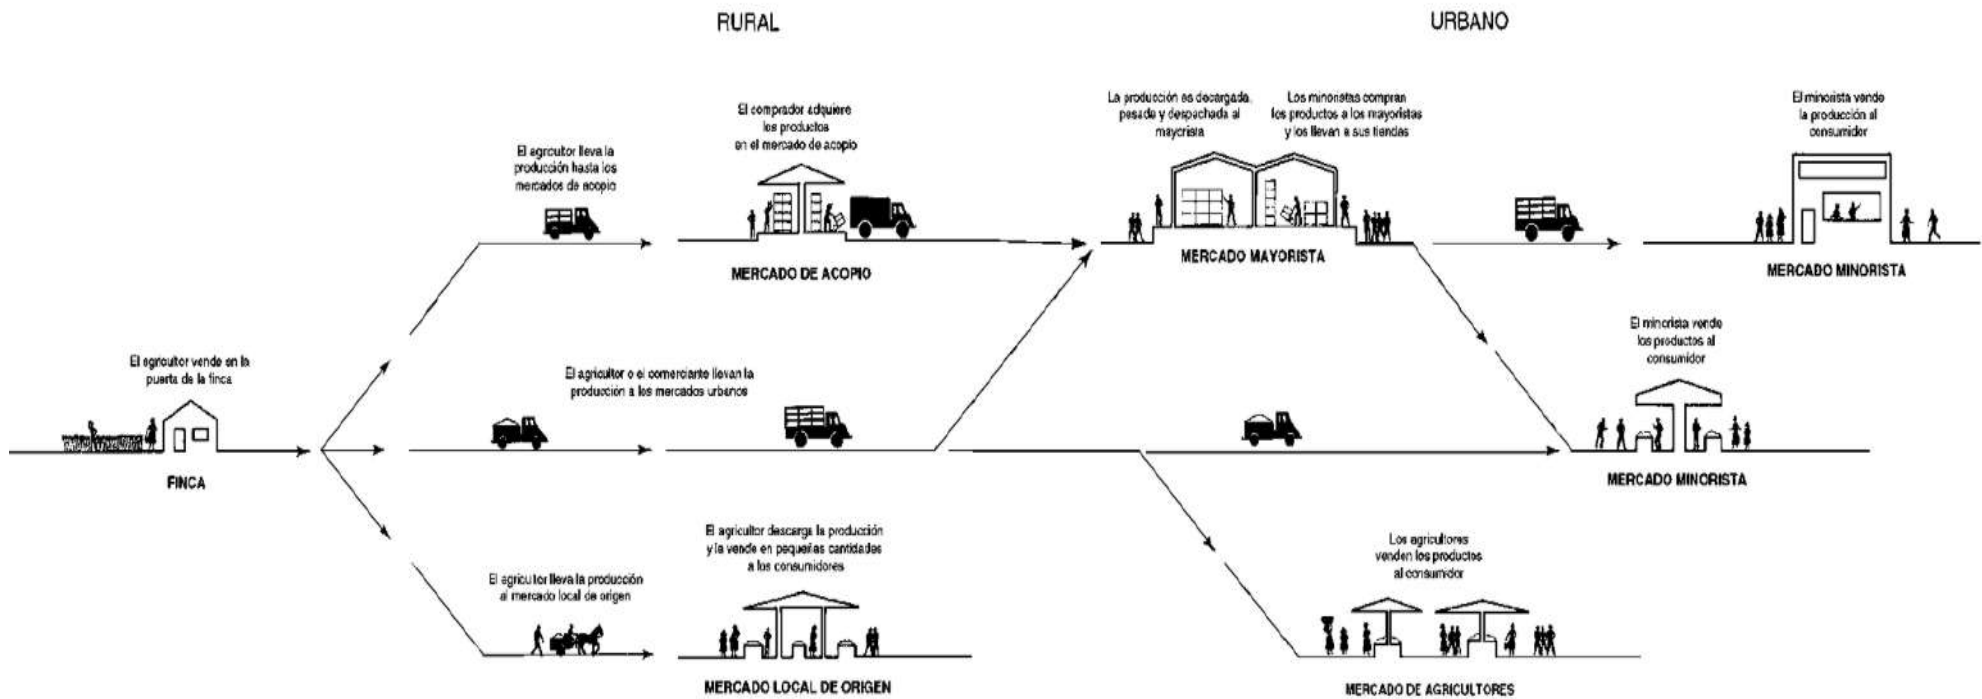 RURAL
URBANO
El agricultor vende en la
puerta de la finca
FINCA
El agricultor lleva la
producción hasta los
mercados de acopio
El comprador adquiere
los productos
en el mercado de acopio
MERCADO DE ACOPIO
La producción es decargada,
pesada y despachada al
mayorista
Los minoristas compran
los productos a los mayoristas
y los llevan a sus tiendas
MERCADO MAYORISTA
El minorista vende
la producción al
consumidor
MERCADO MINORISTA
El agricultor o el comerciante llevan la
producción a los mercados urbanos
El minorista vende
los productos al
consumidor
MERCADO MINORISTA
El agricultor lleva la producción
al mercado local de origen
El agricultor descarga la producción
y la vende en pequeñas cantidades
a los consumidores
MERCADO LOCAL DE ORIGEN
Los agricultores
venden los productos
al consumidor
MERCADO DE AGRICULTORES